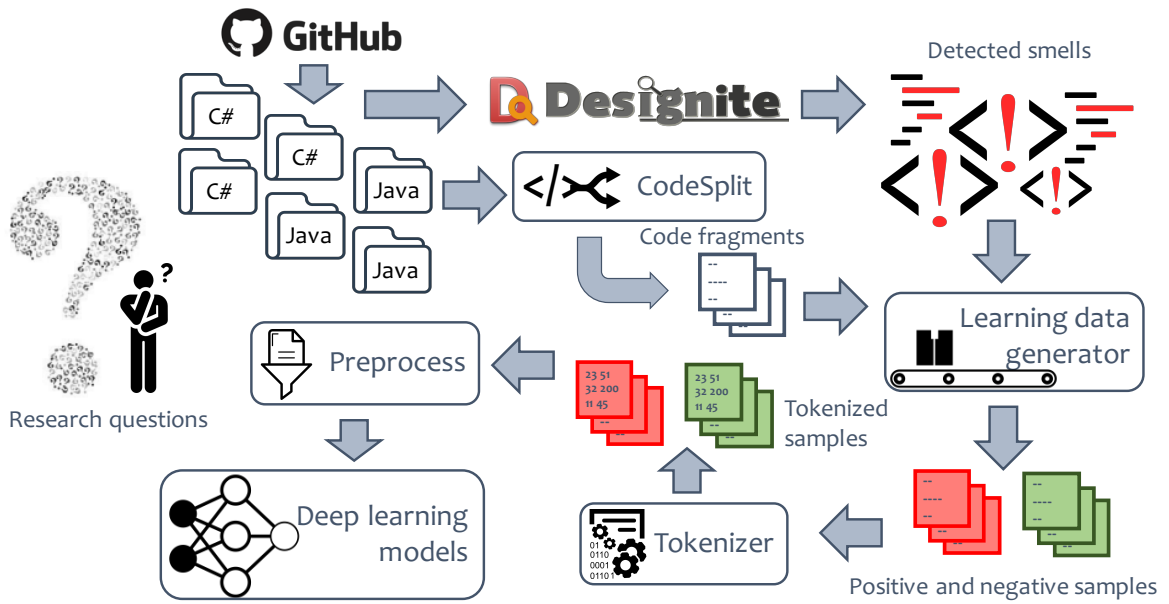 GitHub
Detected smells
Designite
C#
C#
C#
Java
Java
Java
</>
CodeSplit
< ! >
< ! >
< ! >
Code fragments
--
----
--
--
--
?
Research questions
Preprocess
Learning data
generator
23 51
32 200
11 45
--
--
23 51
32 200
11 45
--
--
Tokenized
samples
Deep learning
models
01
0110
0001
01101
Tokenizer
--
----
--
--
--
--
----
--
--
--
Positive and negative samples